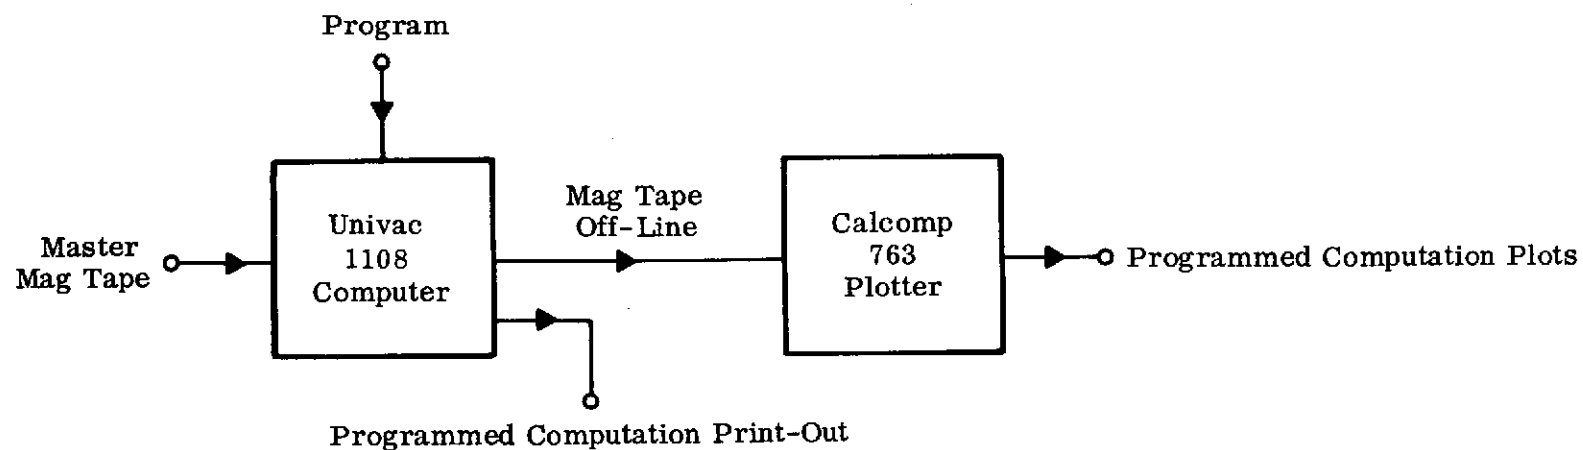 Program
Mag Tape
Off-Line
Univac
1108
Computer
Calcomp
763
Plotter
Master
Mag Tape
Programmed Computation Plots
Programmed Computation Print-Out